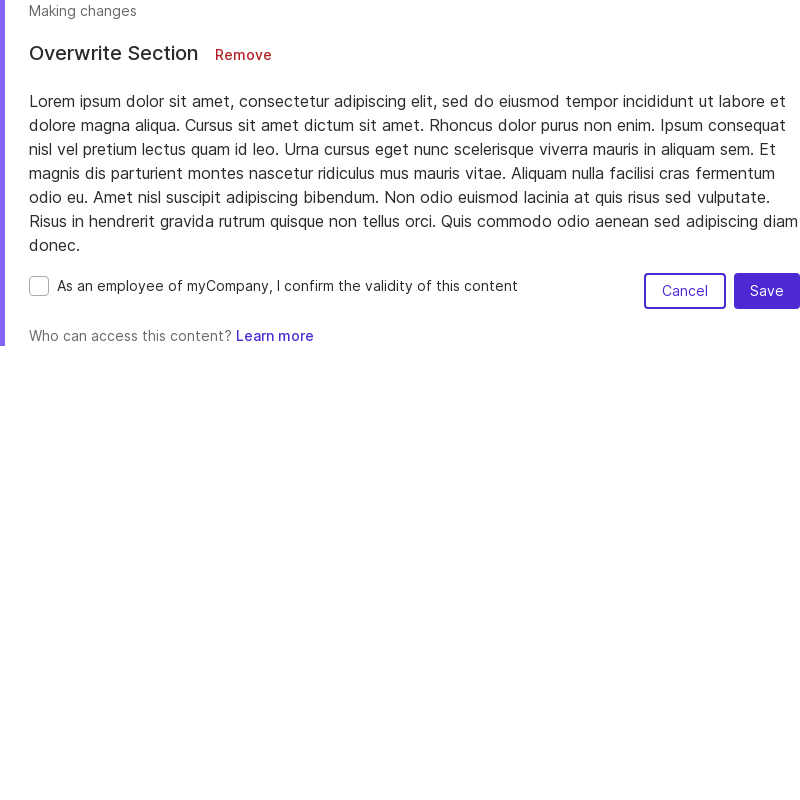 Making changes
Overwrite Section Remove
Lorem ipsum dolor sit amet, consectetur adipiscing elit, sed do eiusmod tempor incididunt ut labore et
dolore magna aliqua. Cursus sit amet dictum sit amet. Rhoncus dolor purus non enim. Ipsum consequat
nisl vel pretium lectus quam id leo. Urna cursus eget nunc scelerisque viverra mauris in aliquam sem. Et
magnis dis parturient montes nascetur ridiculus mus mauris vitae. Aliquam nulla facilisi cras fermentum
odio eu. Amet nisl suscipit adipiscing bibendum. Non odio euismod lacinia at quis risus sed vulputate.
Risus in hendrerit gravida rutrum quisque non tellus orci. Quis commodo odio aenean sed adipiscing diam
donec.
As an employee of myCompany, I confirm the validity of this content Cancel Save
Who can access this content? Learn more